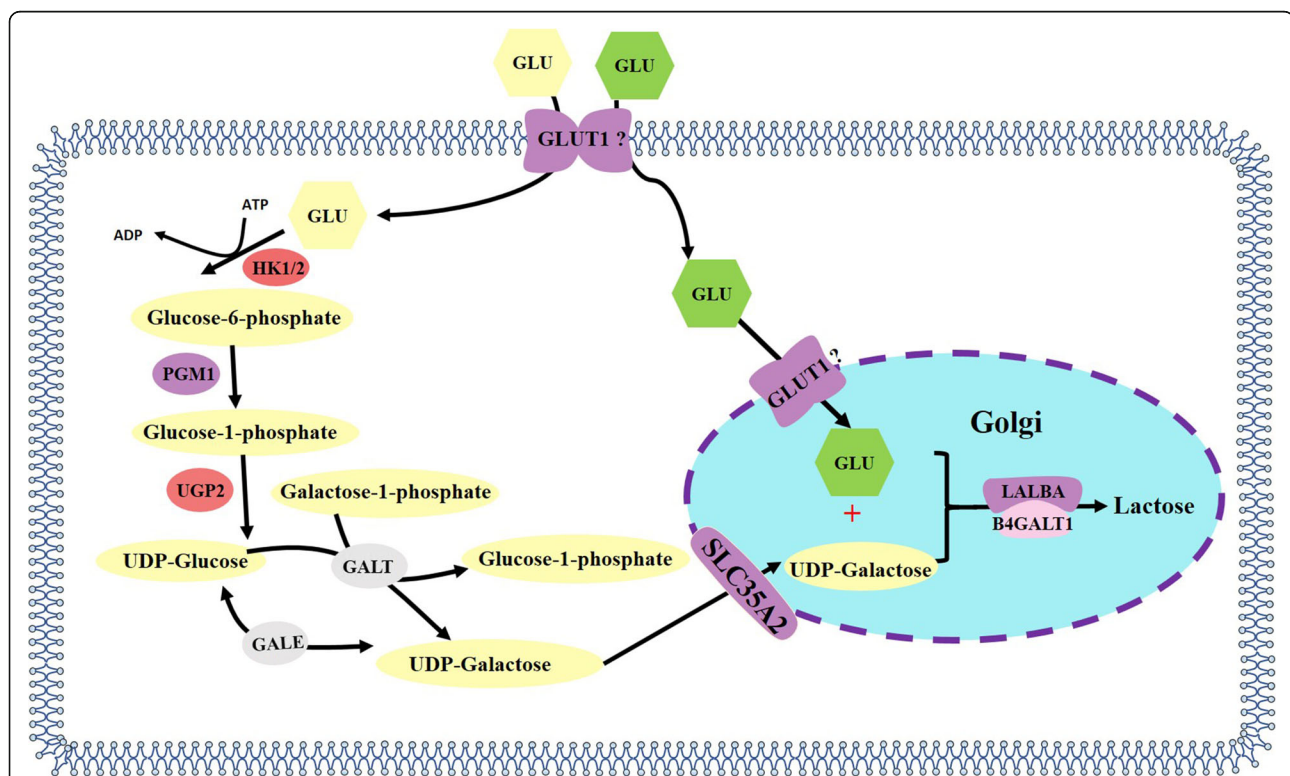 GLU
GLU
GLUT1 ?
ATP
GLU
ADP
HK1/2
GLU
Glucose-6-phosphate
PGM1
GLUT1 ?
Glucose-1-phosphate
Golgi
GLU
UGP2
Galactose-1-phosphate
LALBA
B4GALT1
Lactose
+
UDP-Glucose
GALT
Glucose-1-phosphate
SLC35A2
UDP-Galactose
GALE
UDP-Galactose